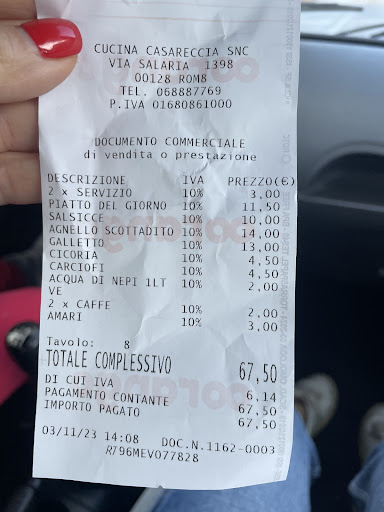 CUCINA CASARECCIA SNC
VIA SALARIA 1398
00128 ROM8
TEL. 068887769
P.IVA 01680861000
DOCUMENTO COMMERCIALE
di vendita o prestazione
DESCRIZIONE IVA PREZZO(€)
2 x SERVIZIO 10% 3,00
PIATTO DEL GIORNO 10% 11,50
SALSICCE 10% 10,00
AGNELLO SCOTTADITO 10% 14,00
GALLETTO 10% 13,00
CICORIA 10% 4,50
CARCIOFI 10% 4,50
ACQUA DI NEPI 1LT 10% 2,00
VE
2 x CAFFE 10% 2,00
AMARI 10% 3,00
Tavolo: 8
TOTALE COMPLESSIVO 67,50
DI CUI IVA 6,14
PAGAMENTO CONTANTE 67,50
IMPORTO PAGATO 67,50
03/11/23 14:08 DOC.N.1162-0003
RT96MEV077828